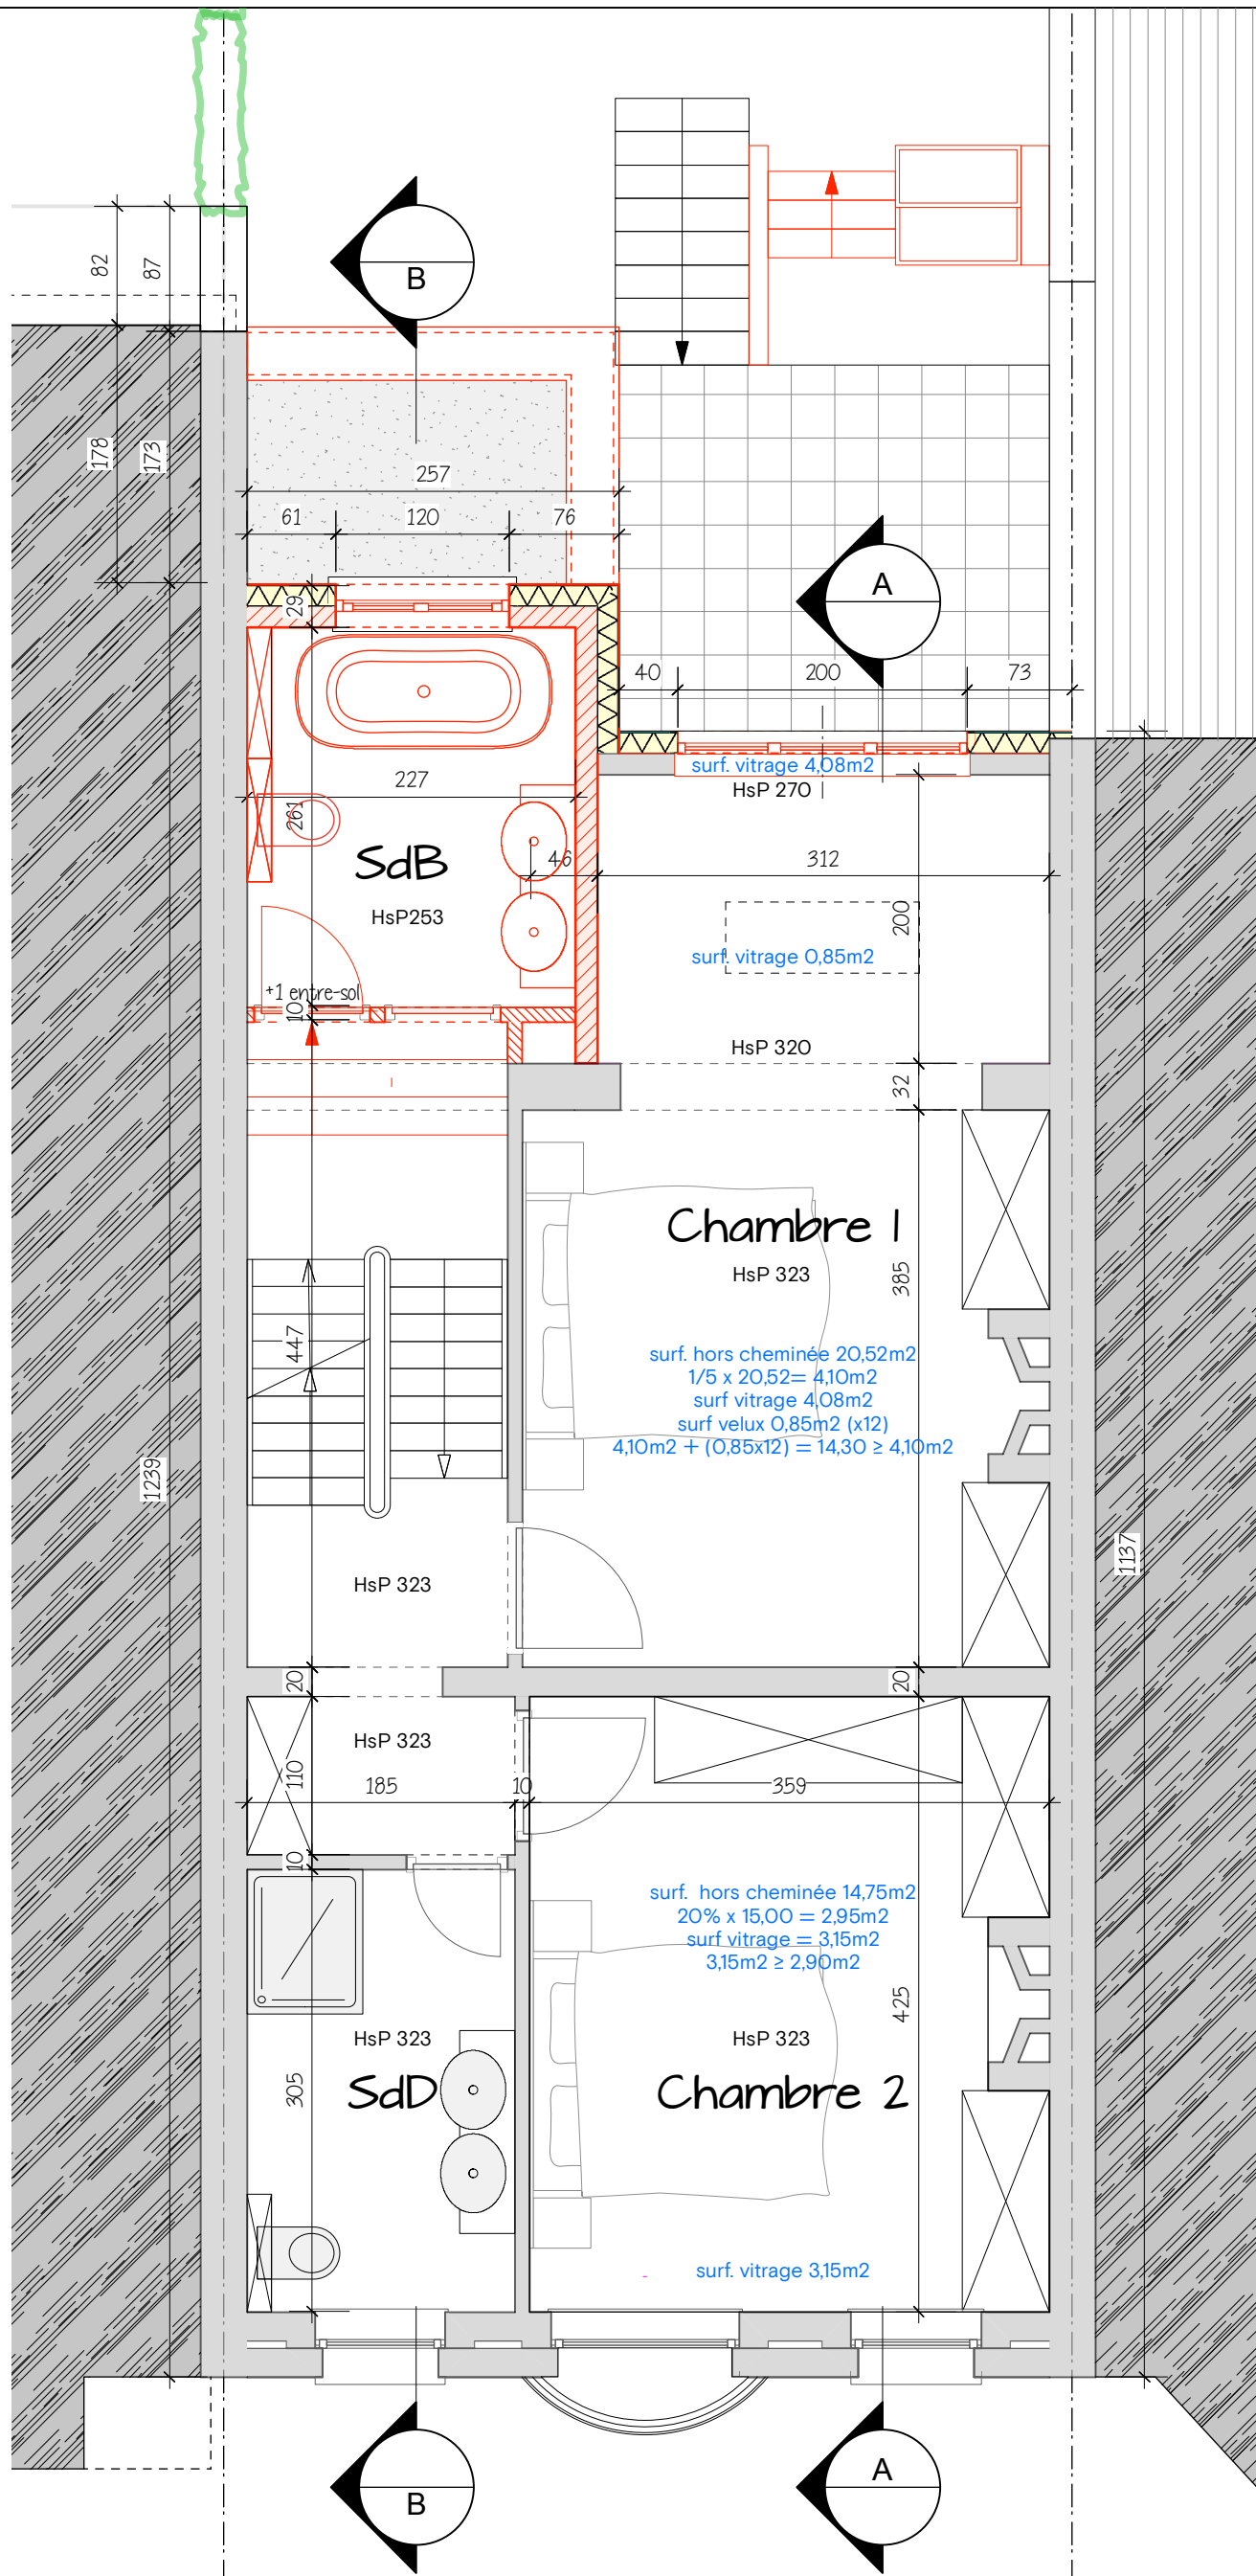 82
87
B
178
173
257
61
120
76
A
29
40
200
73
surf. vitrage 4,08m2
HsP 270
227
261
SdB
46
312
HsP253
200
surf. vitrage 0,85m2
+1 entre-sol
10
HsP 320
32
Chambre 1
HsP 323
385
447
surf. hors cheminée 20,52m2
1/5 x 20,52= 4,10m2
surf vitrage 4,08m2
surf velux 0,85m2 (x12)
4,10m2 + (0,85x12) = 14,30 ≥ 4,10m2
1239
1137
HsP 323
20
20
HsP 323
110
185
10
359
10
surf. hors cheminée 14,75m2
20% x 15,00 = 2,95m2
surf vitrage = 3,15m2
3,15m2 ≥ 2,90m2
425
HsP 323
HsP 323
305
SdD
Chambre 2
surf. vitrage 3,15m2
A
B